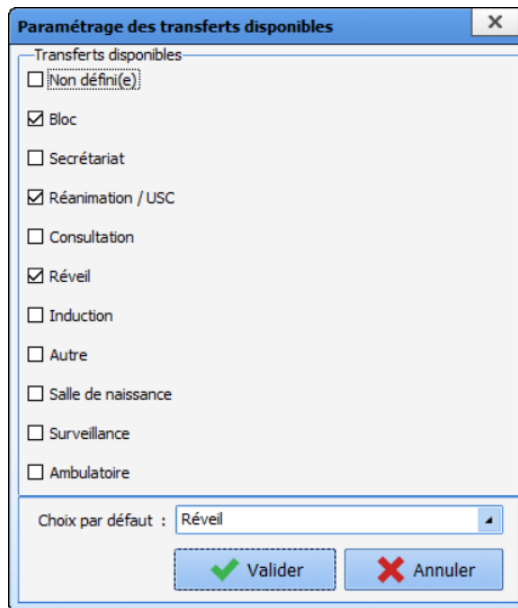 Paramétrage des transferts disponibles
Transferts disponibles
Non défini(e)
Bloc
Secrétariat
Réanimation / USC
Consultation
Réveil
Induction
Autre
Salle de naissance
Surveillance
Ambulatoire
Choix par défaut : Réveil
Valider Annuler